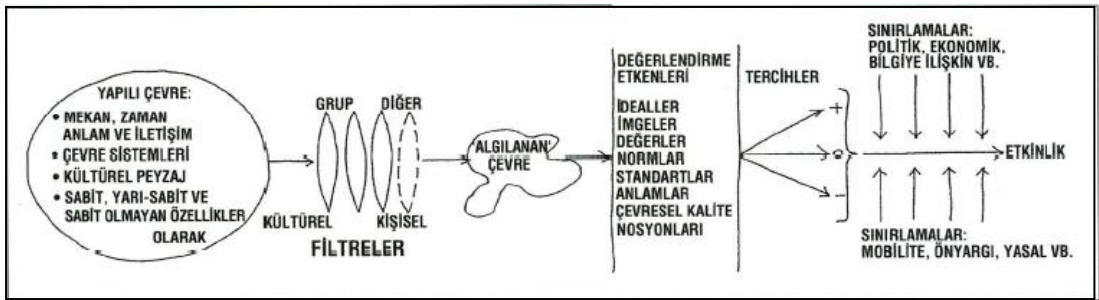 YAPILI ÇEVRE:
• MEKAN, ZAMAN
ANLAM VE İLETİŞİM
• ÇEVRE SİSTEMLERİ
• KÜLTÜREL PEYZAJ
• SABİT, YARI-SABİT VE
SABİT OLMAYAN ÖZELLİKLER
OLARAK
GRUP
DİĞER
KÜLTÜREL
KİŞİSEL
FİLTRELER
'ALGILANAN'
ÇEVRE
DEĞERLENDİRME
ETKENLERİ
İDEALLER
İMGELER
DEĞERLER
NORMLAR
STANDARTLAR
ANLAMLAR
ÇEVRESEL KALİTE
NOSYONLARI
TERCİHLER
+
0
−
SINIRLAMALAR:
POLİTİK, EKONOMİK,
BİLGİYE İLİŞKİN VB.
ETKİNLİK
SINIRLAMALAR:
MOBİLİTE, ÖNYARGI, YASAL VB.